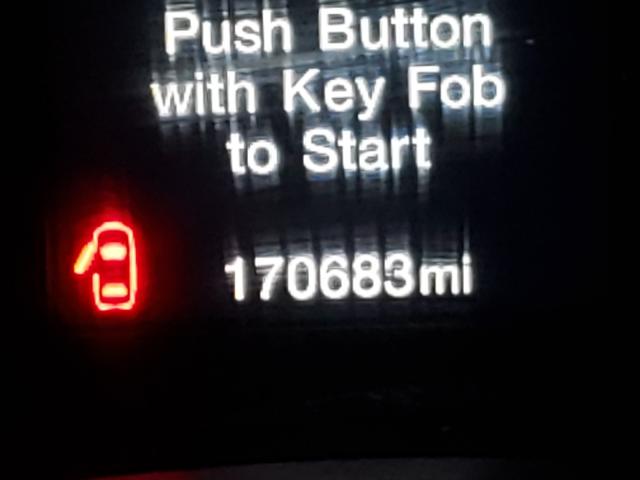 Push Button
with Key Fob
to Start
170683mi